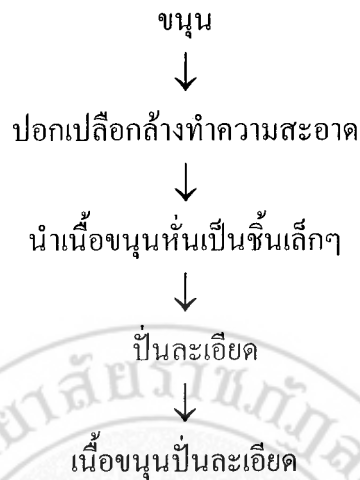 ขนุน
ปอกเปลือกล้างทำความสะอาด
นำเนื้อขนุนหั่นเป็นชิ้นเล็กๆ
ปั่นละเอียด
เนื้อขนุนปั่นละเอียด